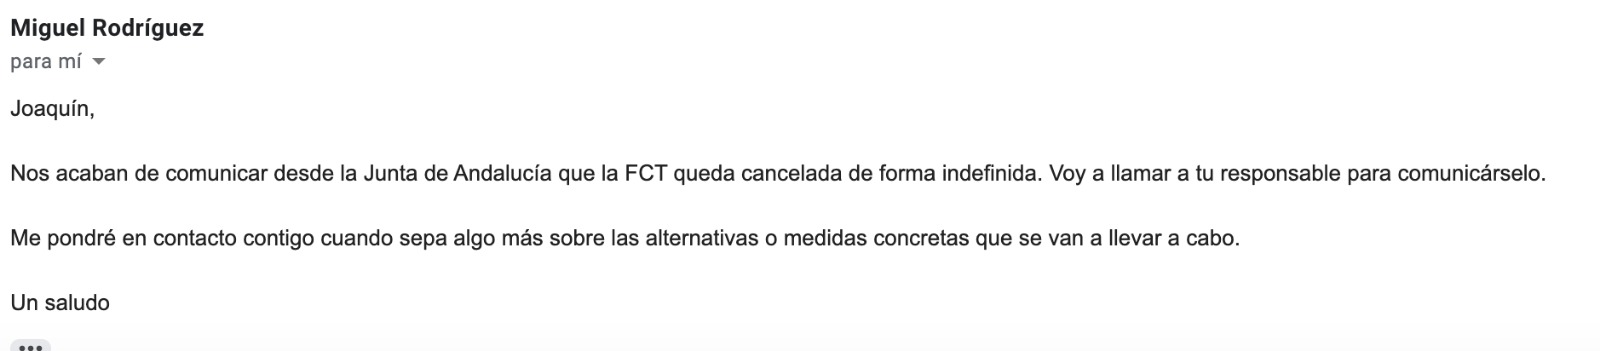 Miguel Rodríguez
para mí
Joaquín,
Nos acaban de comunicar desde la Junta de Andalucía que la FCT queda cancelada de forma indefinida. Voy a llamar a tu responsable para comunicárselo.
Me pondré en contacto contigo cuando sepa algo más sobre las alternativas o medidas concretas que se van a llevar a cabo.
Un saludo